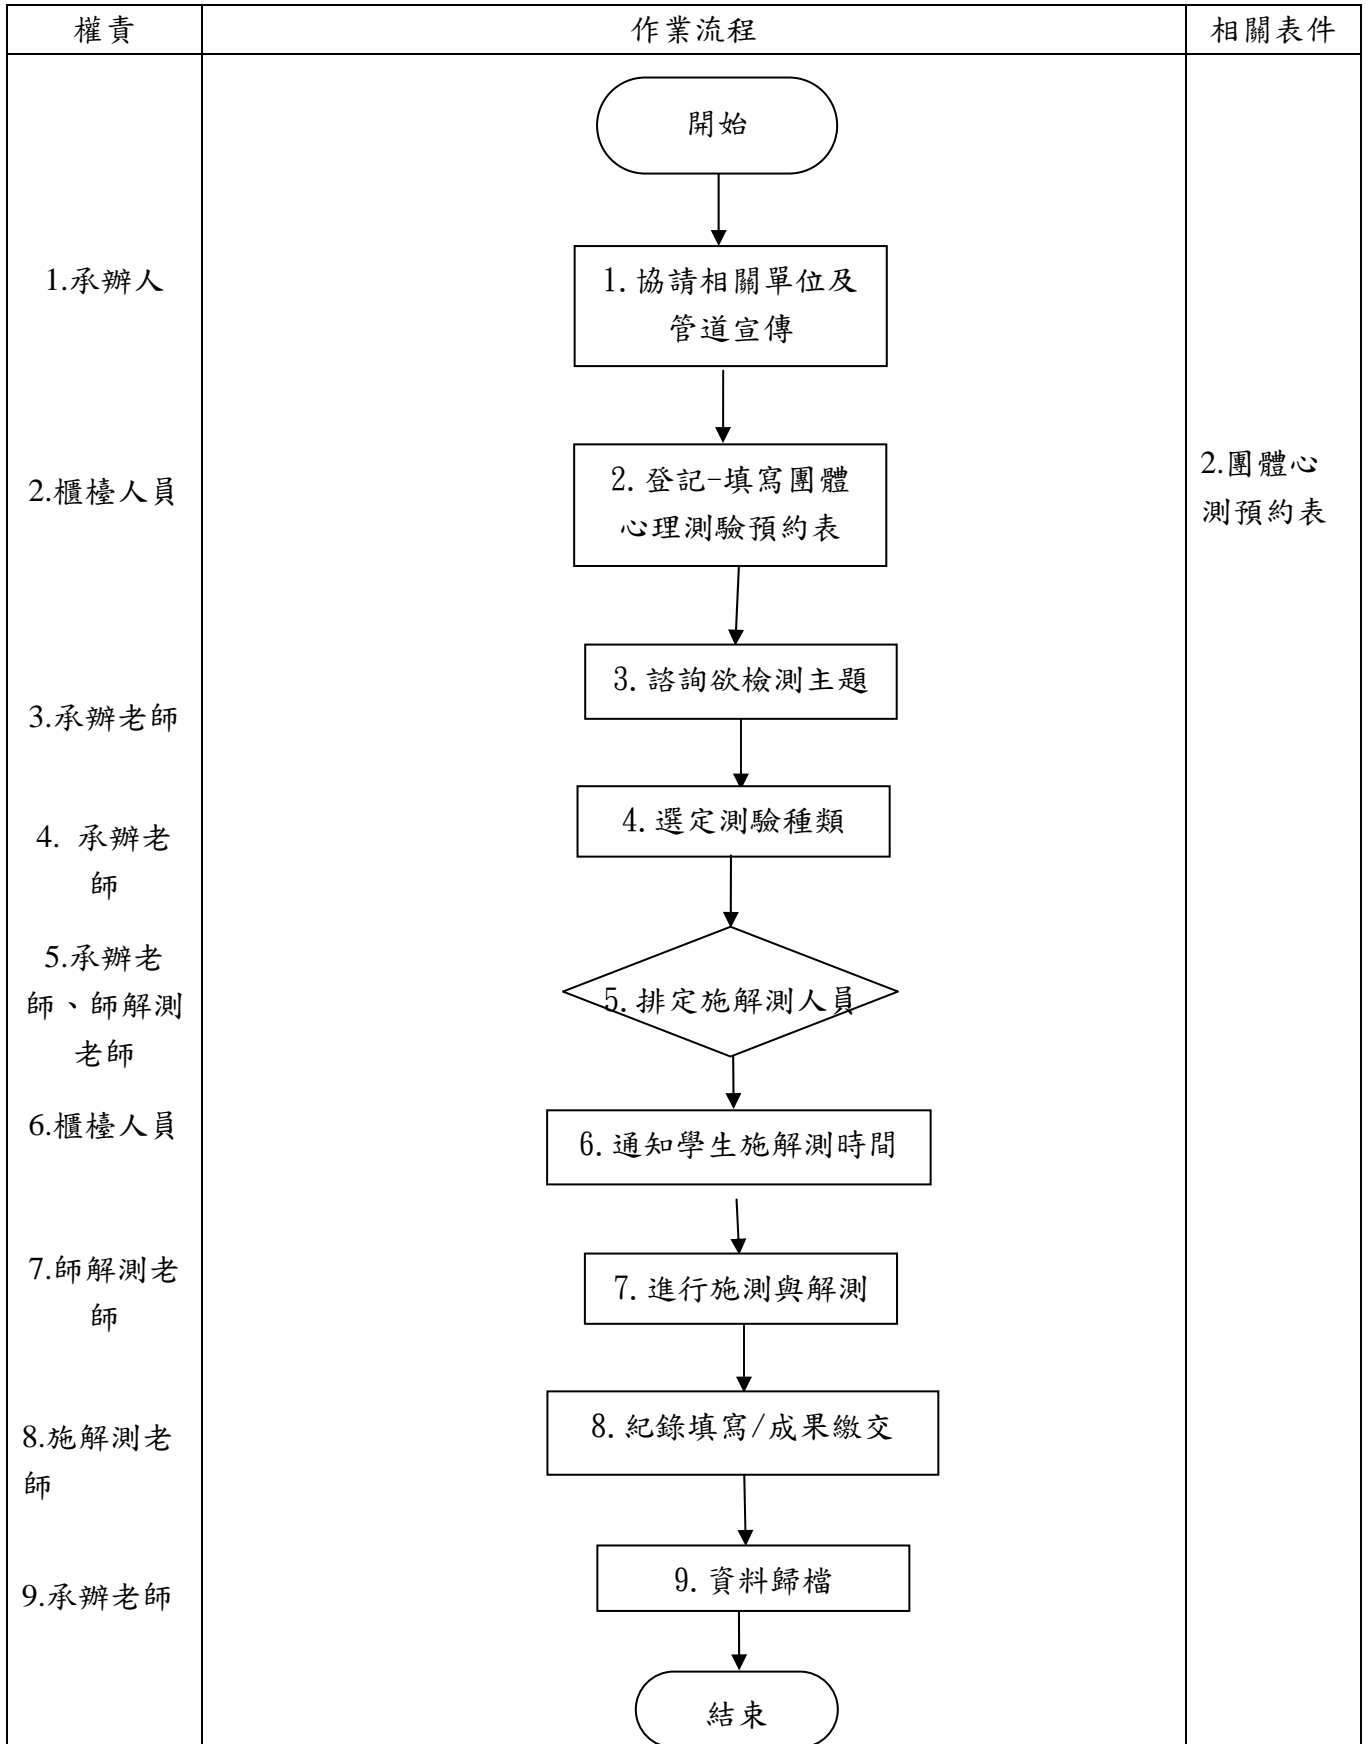 權責
作業流程
相關表件
開始
1.承辦人
1.協請相關單位及
管道宣傳
2.櫃檯人員
2.登記-填寫團體
心理測驗預約表
2.團體心
測預約表
3.承辦老師
3.諮詢欲檢測主題
4. 承辦老
師
4.選定測驗種類
5.承辦老
師、師解測
老師
5.排定施解測人員
6.櫃檯人員
6.通知學生施解測時間
7.師解測老
師
7.進行施測與解測
8.施解測老
師
8.紀錄填寫/成果繳交
9.承辦老師
9.資料歸檔
結束